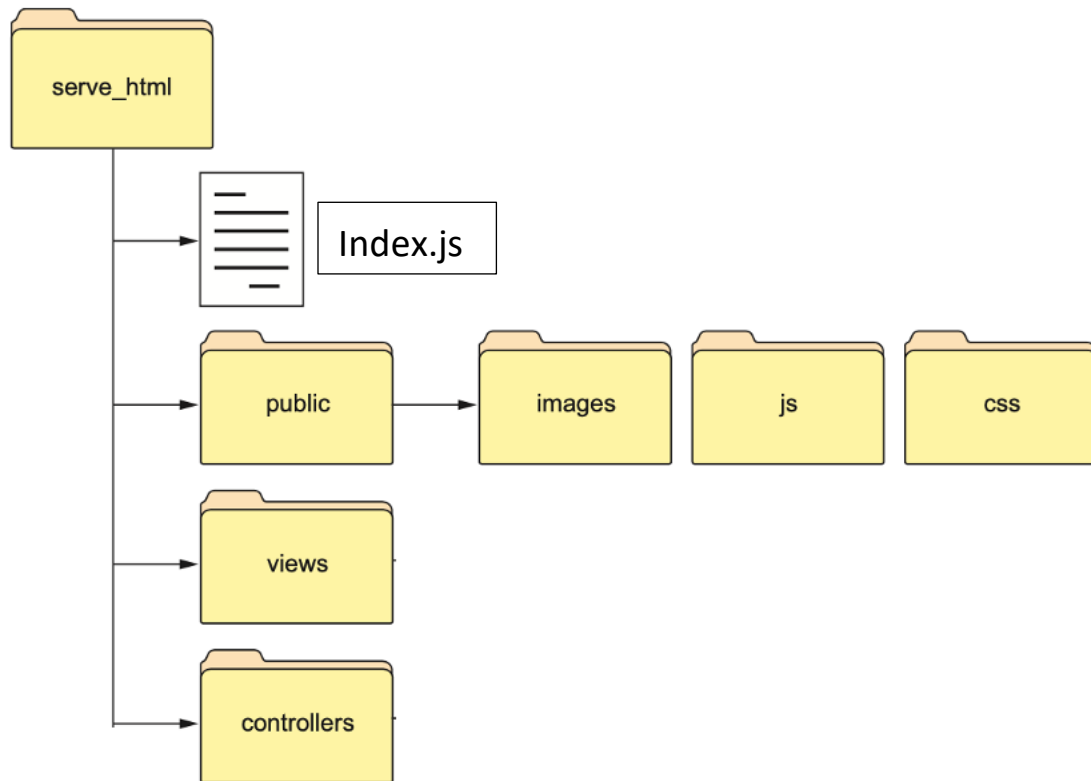 serve_html
Index.js
public
images
js
css
views
controllers